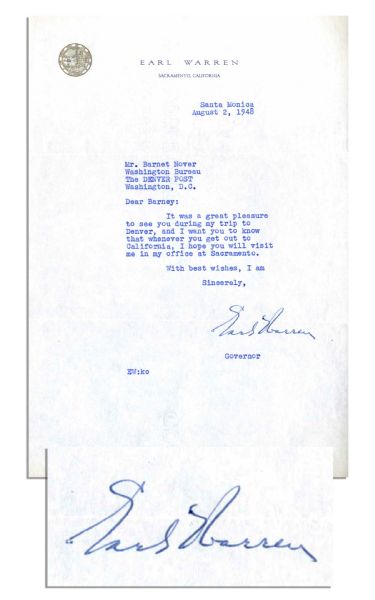 EARL WARREN
SACRAMENTO, CALIFORNIA
Santa Monica
August 2, 1948
Mr. Barnet Nover
Washington Bureau
The DENVER POST
Washington, D.C.
Dear Barney:
It was a great pleasure
to see you during my trip to
Denver, and I want you to know
that whenever you get out to
California, I hope you will visit
me in my office at Sacramento.
With best wishes, I am
Sincerely,
Earl Warren
Governor
EW:ko
Earl Warren